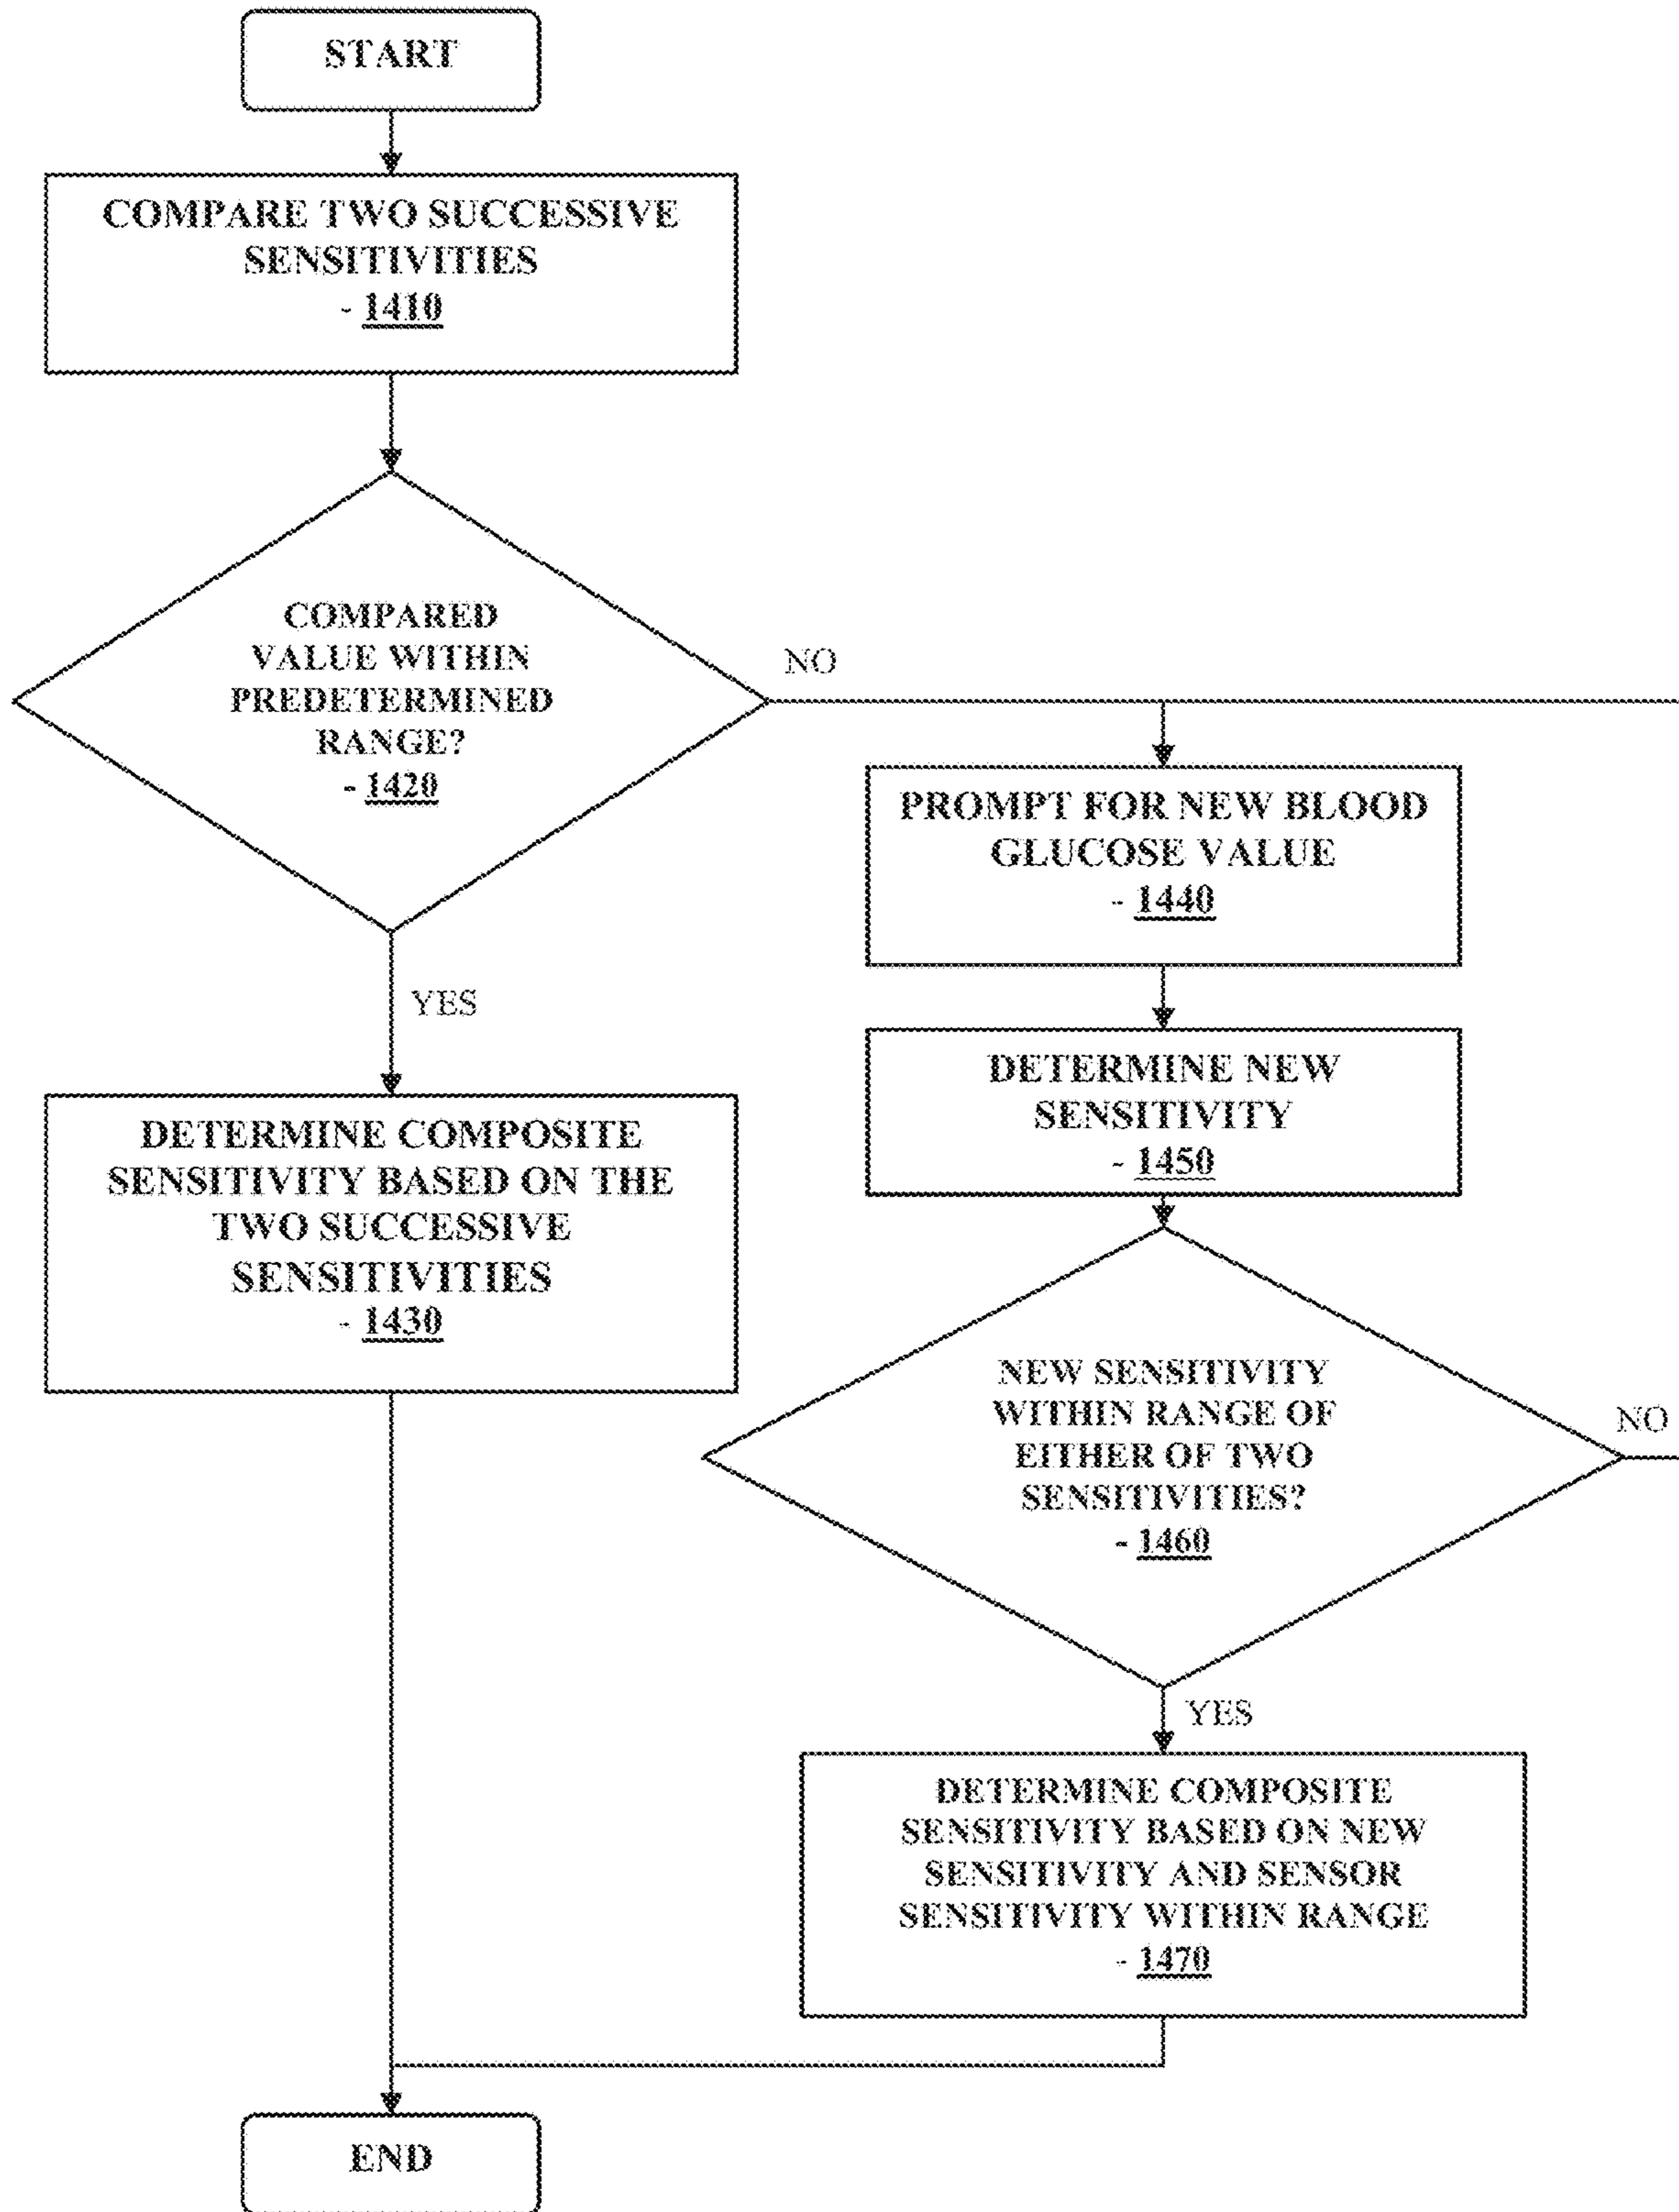 START
COMPARE TWO SUCCESSIVE
SENSITIVITIES
- 1410
COMPARED
VALUE WITHIN
PREDETERMINED
RANGE?
- 1420
NO
YES
DETERMINE COMPOSITE
SENSITIVITY BASED ON THE
TWO SUCCESSIVE
SENSITIVITIES
- 1430
PROMPT FOR NEW BLOOD
GLUCOSE VALUE
- 1440
DETERMINE NEW
SENSITIVITY
- 1450
NEW SENSITIVITY
WITHIN RANGE OF
EITHER OF TWO
SENSITIVITIES?
- 1460
NO
YES
DETERMINE COMPOSITE
SENSITIVITY BASED ON NEW
SENSITIVITY AND SENSOR
SENSITIVITY WITHIN RANGE
- 1470
END